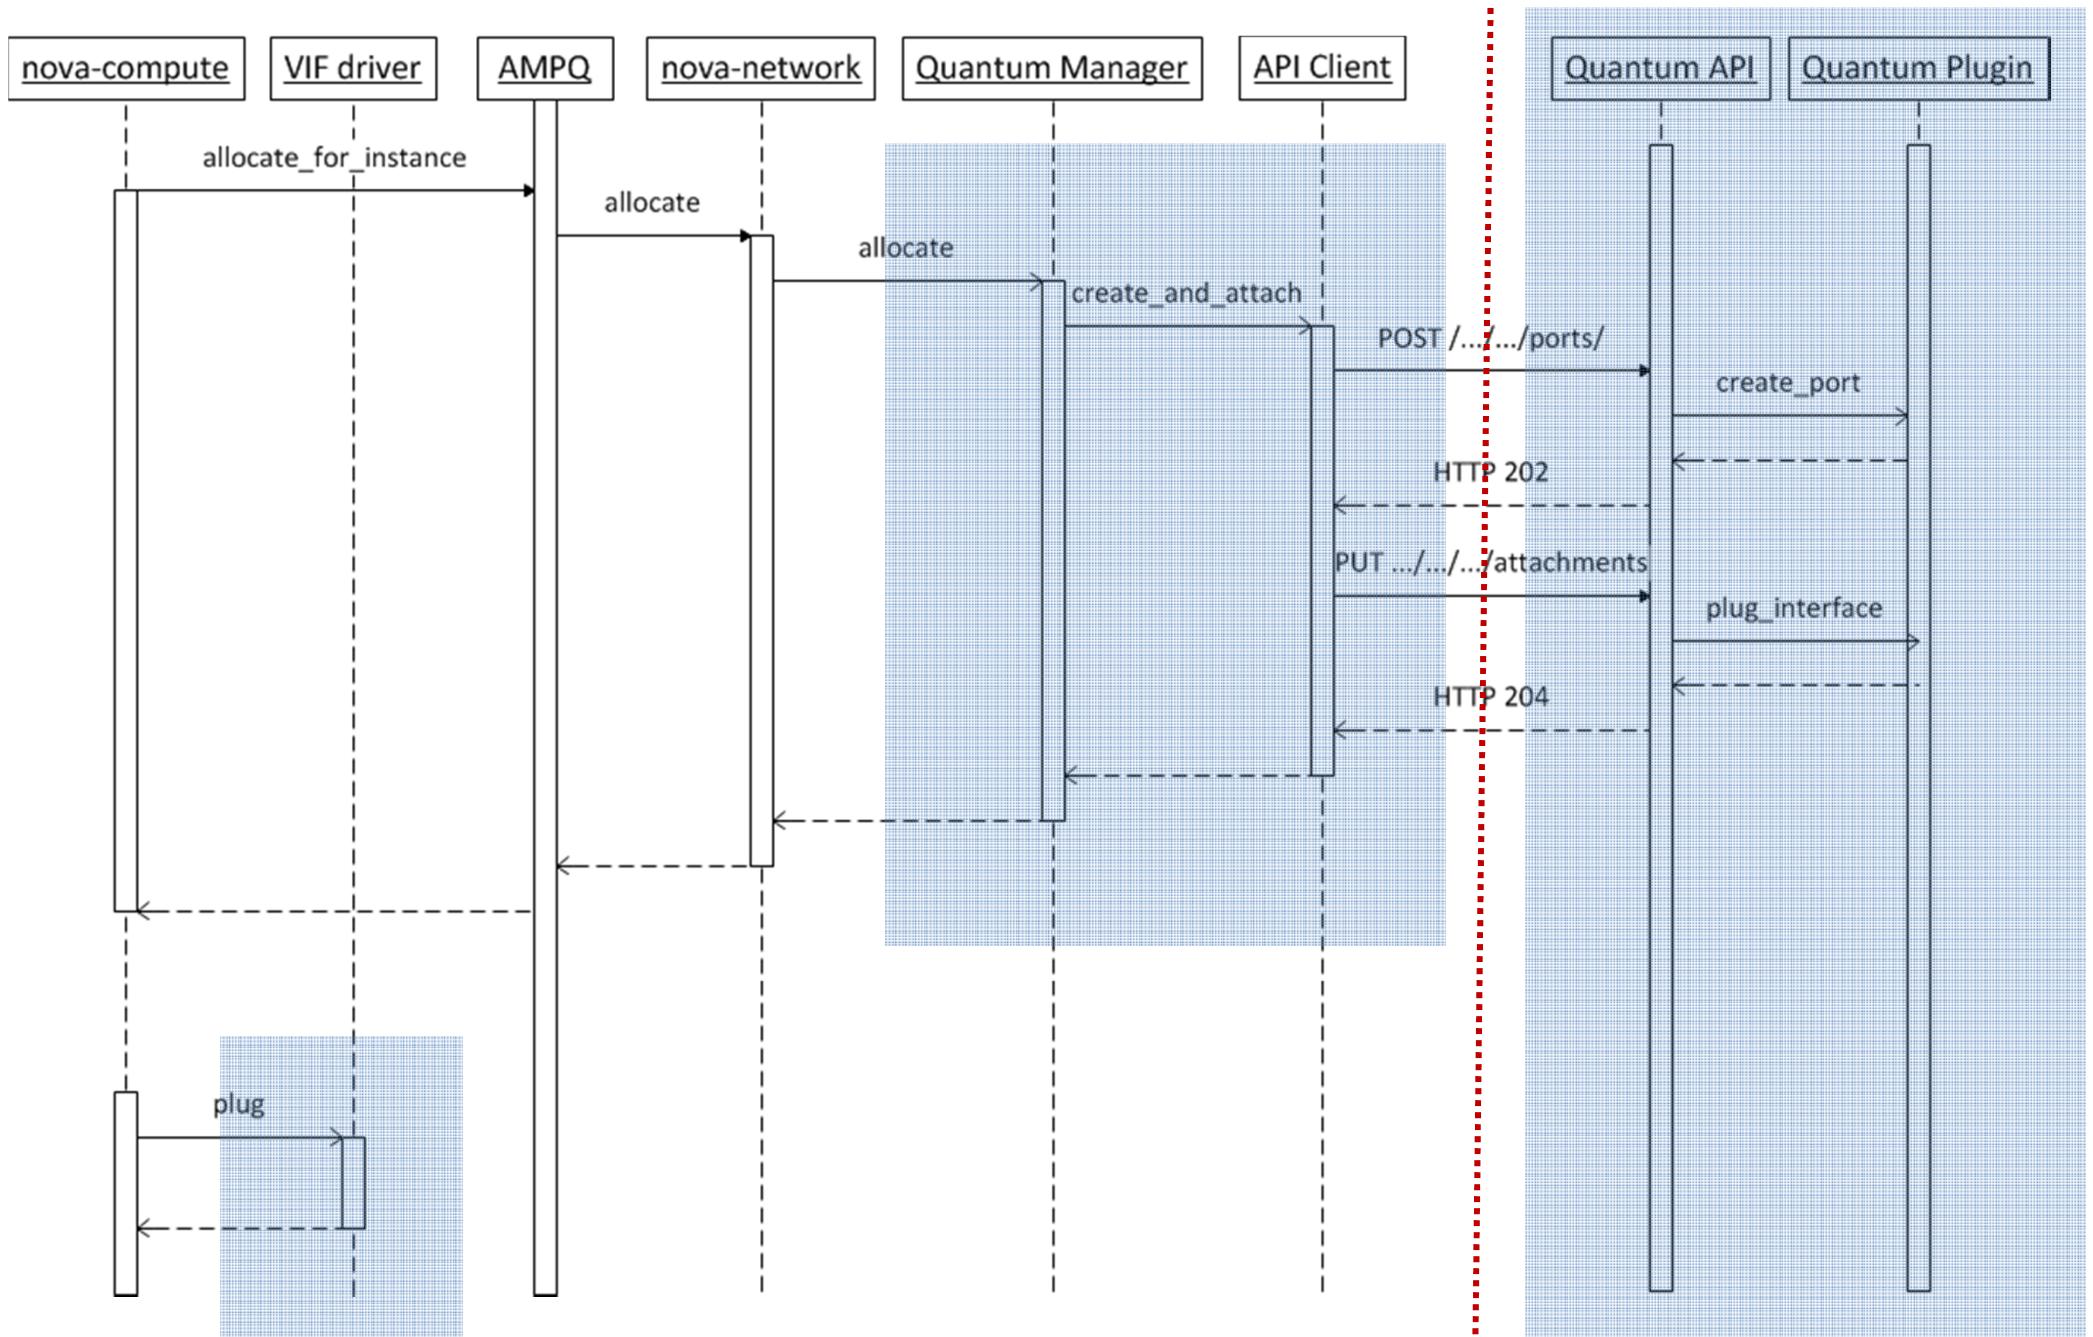 nova-compute
VIF driver
AMPQ
nova-network
Quantum Manager
API Client
Quantum API
Quantum Plugin
allocate_for_instance
allocate
allocate
create_and_attach
POST /.../.../ports/
create_port
HTTP 202
PUT .../.../.../attachments
plug_interface
HTTP 204
plug